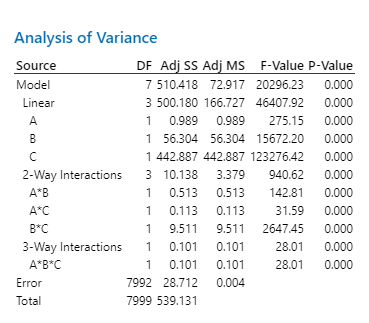 Analysis of Variance
Source DF Adj SS Adj MS F-Value P-Value
Model 7 510.418 72.917 20296.23 0.000
Linear 3 500.180 166.727 46407.92 0.000
A 1 0.989 0.989 275.15 0.000
B 1 56.304 56.304 15672.20 0.000
C 1 442.887 442.887 123276.42 0.000
2-Way Interactions 3 10.138 3.379 940.62 0.000
A*B 1 0.513 0.513 142.81 0.000
A*C 1 0.113 0.113 31.59 0.000
B*C 1 9.511 9.511 2647.45 0.000
3-Way Interactions 1 0.101 0.101 28.01 0.000
A*B*C 1 0.101 0.101 28.01 0.000
Error 7992 28.712 0.004
Total 7999 539.131